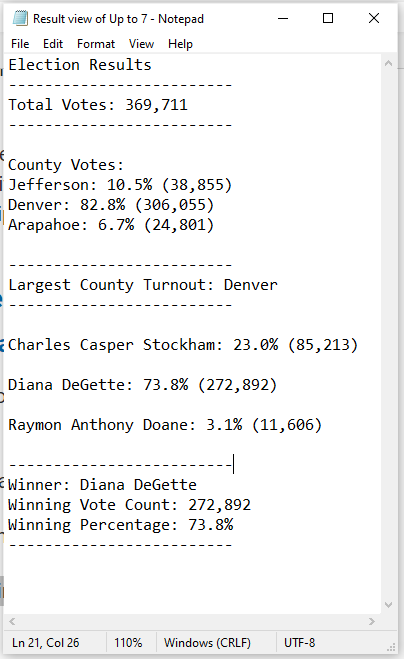 Result view of Up to 7 - Notepad
File Edit Format View Help
Election Results
-------------------------
Total Votes: 369,711
-------------------------
County Votes:
Jefferson: 10.5% (38,855)
Denver: 82.8% (306,055)
Arapahoe: 6.7% (24,801)
-------------------------
Largest County Turnout: Denver
-------------------------
Charles Casper Stockham: 23.0% (85,213)
Diana DeGette: 73.8% (272,892)
Raymon Anthony Doane: 3.1% (11,606)
-------------------------
Winner: Diana DeGette
Winning Vote Count: 272,892
Winning Percentage: 73.8%
-------------------------
Ln 21, Col 26 110% Windows (CRLF) UTF-8